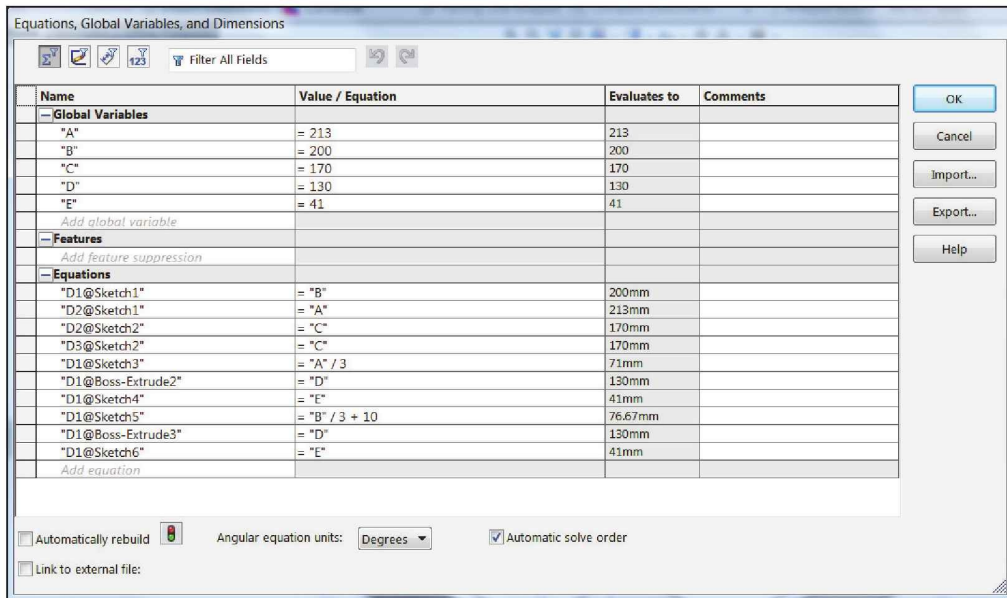 Equations, Global Variables, and Dimensions
Filter All Fields
Name Value / Equation Evaluates to Comments
Global Variables
"A" = 213 213
"B" = 200 200
"C" = 170 170
"D" = 130 130
"E" = 41 41
Add global variable
Features
Add feature suppression
Equations
"D1@Sketch1" = "B" 200mm
"D2@Sketch1" = "A" 213mm
"D2@Sketch2" = "C" 170mm
"D3@Sketch2" = "C" 170mm
"D1@Sketch3" = "A" / 3 71mm
"D1@Boss-Extrude2" = "D" 130mm
"D1@Sketch4" = "E" 41mm
"D1@Sketch5" = "B" / 3 + 10 76.67mm
"D1@Boss-Extrude3" = "D" 130mm
"D1@Sketch6" = "E" 41mm
Add equation
OK
Cancel
Import...
Export...
Help
Automatically rebuild Angular equation units: Degrees Automatic solve order
Link to external file: